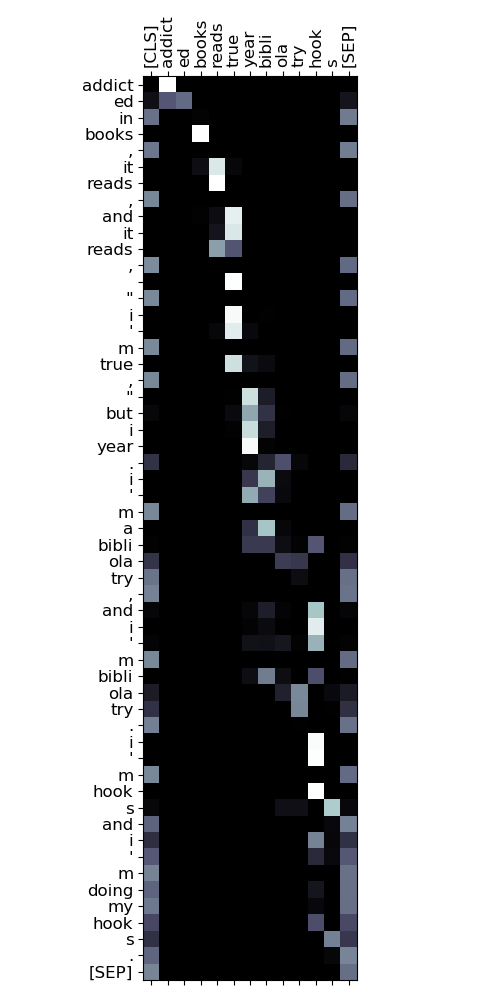 [CLS] addict ed books reads true year bibli ola try hook s [SEP]
addict
ed
in
books
,
it
reads
,
and
it
reads
,
"
i
'
m
true
,
"
but
i
year
.
i
'
m
a
bibli
ola
try
,
and
i
'
m
bibli
ola
try
.
i
'
m
hook
s
and
i
'
m
doing
my
hook
s
.
[SEP]